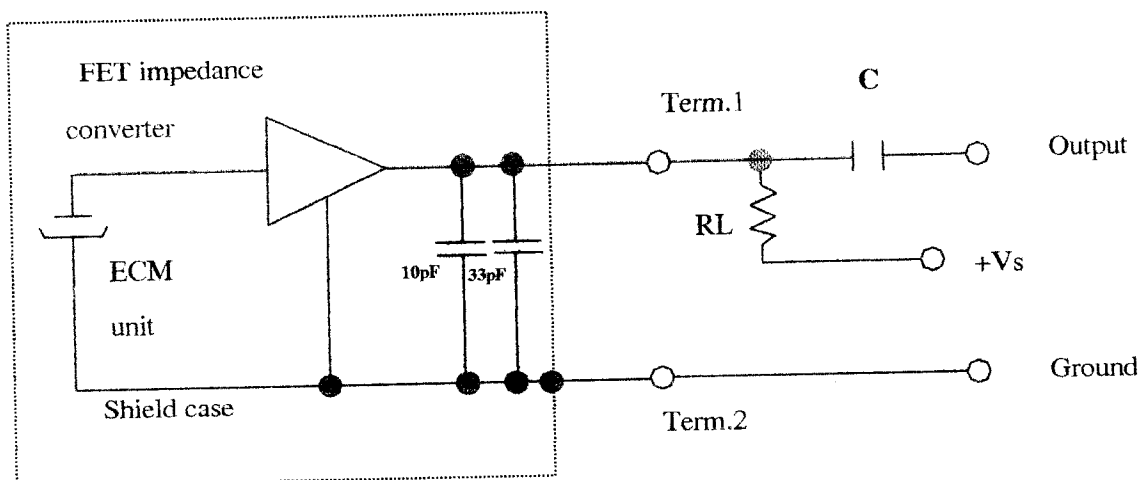 FET impedance
converter
Term.1
C
Output
RL
+Vs
10pF
33pF
ECM
unit
Ground
Shield case
Term.2